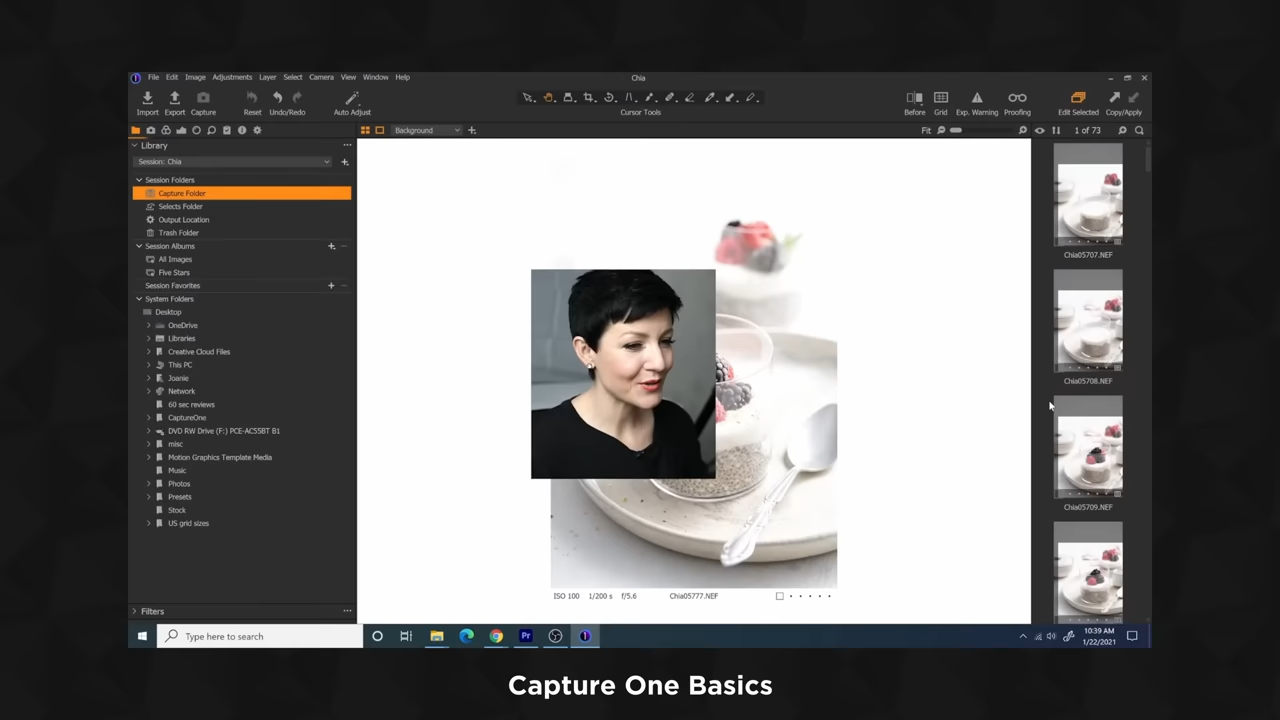 File Edit Image Adjustments Layer Select Camera View Window Help
Chia
Import Export Capture Reset Undo/Redo Auto Adjust
Cursor Tools
Before Grid Exp. Warning Proofing Edit Selected Copy/Apply
Background
Fit
1 of 73
Library
Session: Chia
Session Folders
Capture Folder
Selects Folder
Output Location
Trash Folder
Session Albums
All Images
Five Stars
Session Favorites
System Folders
Desktop
OneDrive
Libraries
Creative Cloud Files
This PC
Joanie
Network
60 sec reviews
CaptureOne
DVD RW Drive (F:) PCE-AC55BT B1
misc
Motion Graphics Template Media
Music
Photos
Presets
Stock
US grid sizes
Filters
ISO 100 1/200 s f/5.6 Chia05777.NEF
Chia05707.NEF
Chia05708.NEF
Chia05709.NEF
Type here to search
Pr
10:39 AM
1/22/2021
Capture One Basics